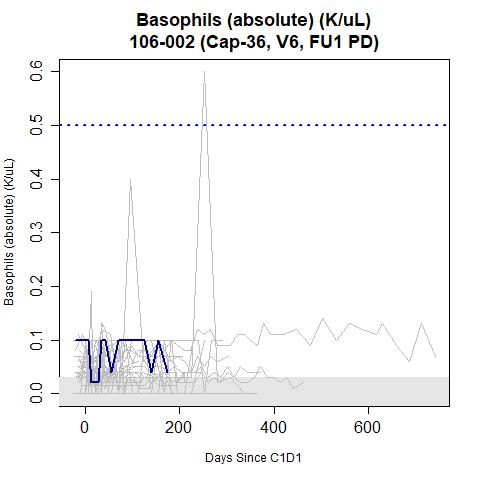 Basophils (absolute) (K/uL)
106-002 (Cap-36, V6, FU1 PD)
Basophils (absolute) (K/uL)
0.6
0.5
0.4
0.3
0.2
0.1
0.0
0 200 400 600
Days Since C1D1